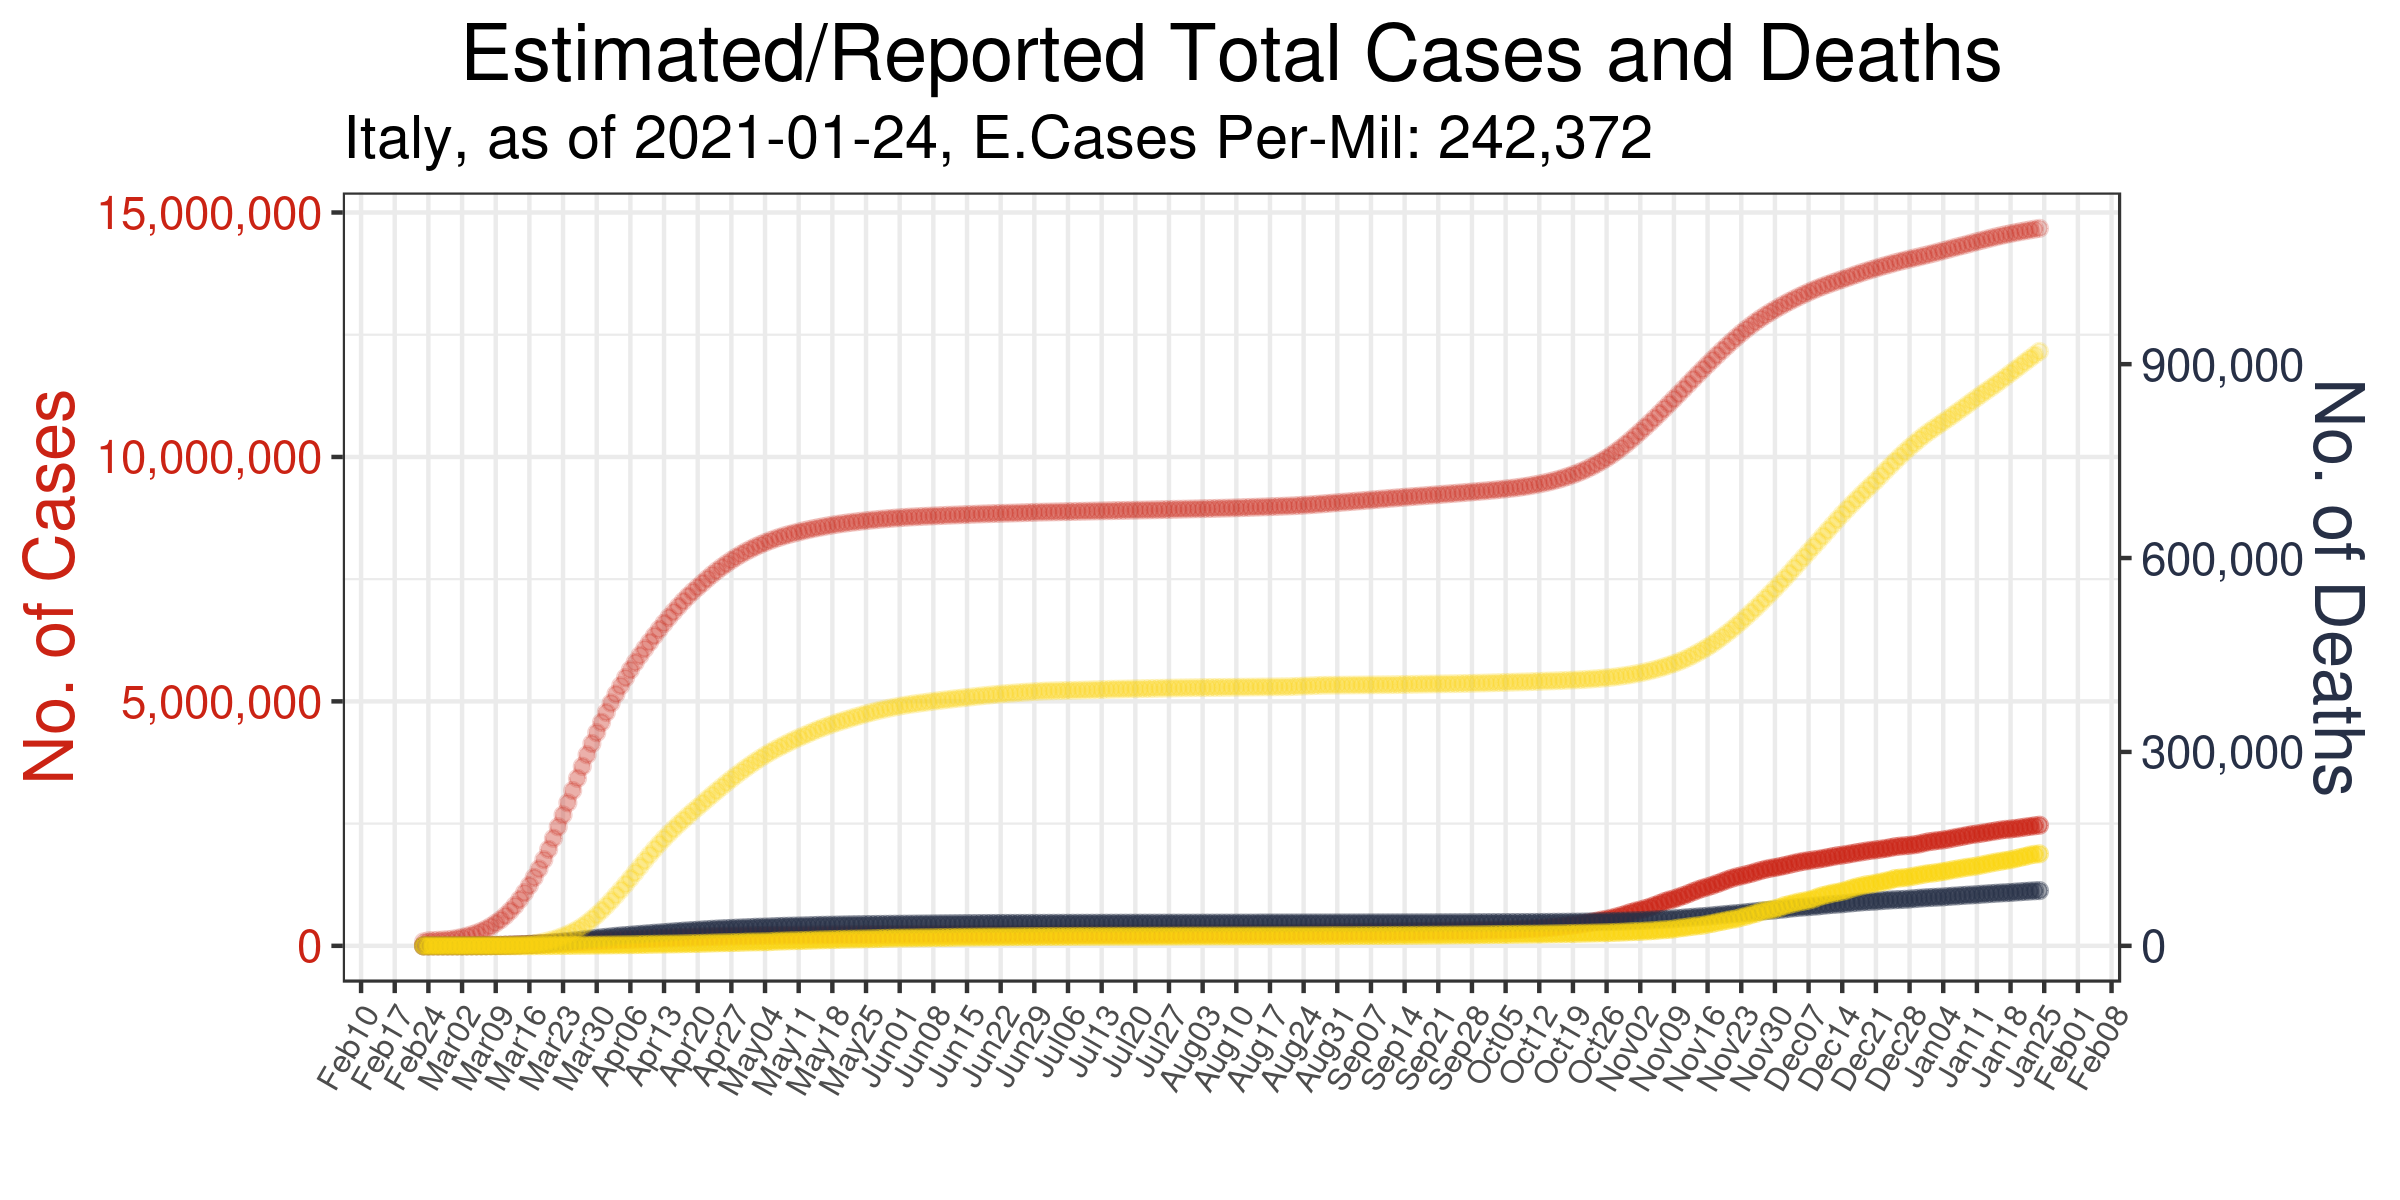 Estimated/Reported Total Cases and Deaths
Italy, as of 2021-01-24, E.Cases Per-Mil: 242,372
No. of Cases
15,000,000
10,000,000
5,000,000
0
No. of Deaths
900,000
600,000
300,000
0
Feb10
Feb17
Feb24
Mar02
Mar09
Mar16
Mar23
Mar30
Apr06
Apr13
Apr20
Apr27
May04
May11
May18
May25
Jun01
Jun08
Jun15
Jun22
Jun29
Jul06
Jul13
Jul20
Jul27
Aug03
Aug10
Aug17
Aug24
Aug31
Sep07
Sep14
Sep21
Sep28
Oct05
Oct12
Oct19
Oct26
Nov02
Nov09
Nov16
Nov23
Nov30
Dec07
Dec14
Dec21
Dec28
Jan04
Jan11
Jan18
Jan25
Feb01
Feb08